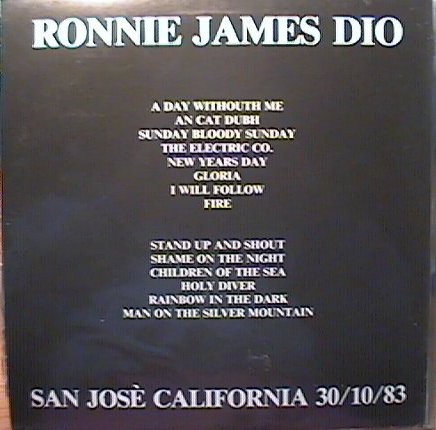 RONNIE JAMES DIO
A DAY WITHOUTH ME
AN CAT DUBH
SUNDAY BLOODY SUNDAY
THE ELECTRIC CO.
NEW YEARS DAY
GLORIA
I WILL FOLLOW
FIRE
STAND UP AND SHOUT
SHAME ON THE NIGHT
CHILDREN OF THE SEA
HOLY DIVER
RAINBOW IN THE DARK
MAN ON THE SILVER MOUNTAIN
SAN JOSÈ CALIFORNIA 30/10/83